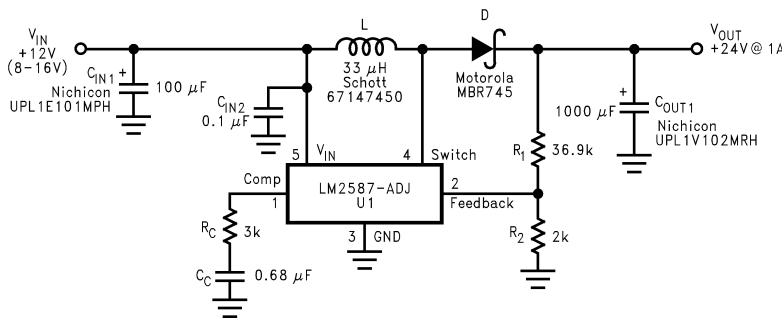 V_IN
+12V
(8-16V)
C_IN1 +
100 μF
Nichicon
UPL1E101MPH
C_IN2
0.1 μF
L
33 μH
Schott
67147450
D
Motorola
MBR745
V_OUT
+24V @ 1A
+
1000 μF
C_OUT1
Nichicon
UPL1V102MRH
R_1
36.9k
R_2
2k
5
V_IN
4
Switch
Comp
1
LM2587-ADJ
U1
2
Feedback
3
GND
R_C
3k
C_C
0.68 μF